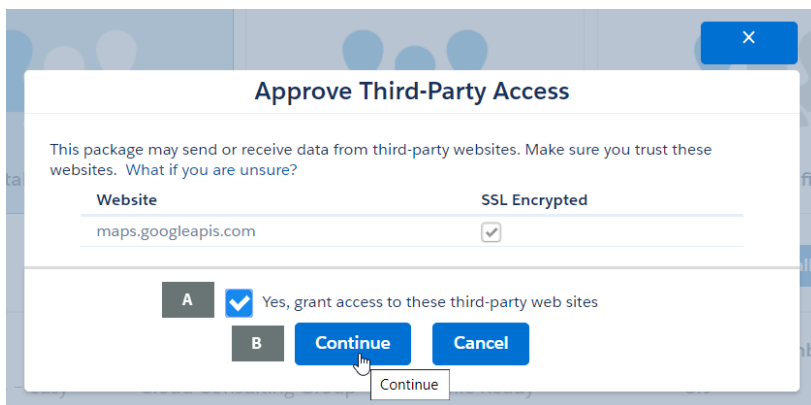 ×
Approve Third-Party Access
This package may send or receive data from third-party websites. Make sure you trust these
websites. What if you are unsure?
Website SSL Encrypted
maps.googleapis.com
A Yes, grant access to these third-party web sites
B Continue Cancel
Continue